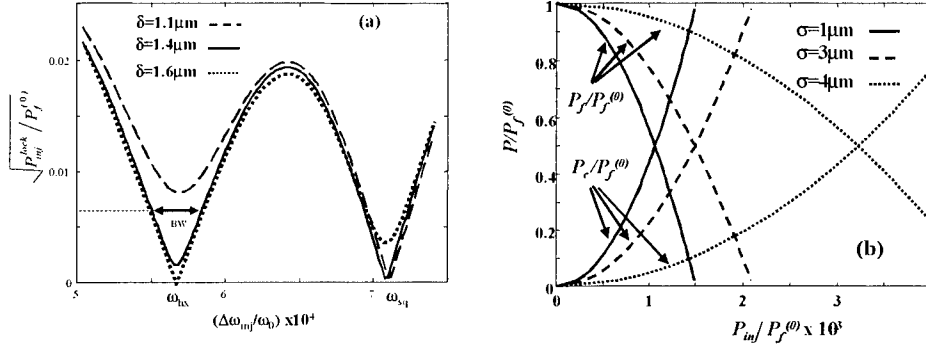 (a)
δ=1.1μm
δ=1.4μm
δ=1.6μm
0.02
0.01
0
√P_inj^lock / P_f^(0)
BW
5
6
7
ω_hx
ω_sq
(Δω_inj/ω_0) x10^4
1
0.8
0.6
0.4
0.2
0
P/P_f^(0)
σ=1μm
σ=3μm
σ=4μm
P_f/P_f^(0)
P_c/P_f^(0)
(b)
0
1
2
3
P_inj/P_f^(0) x 10^3